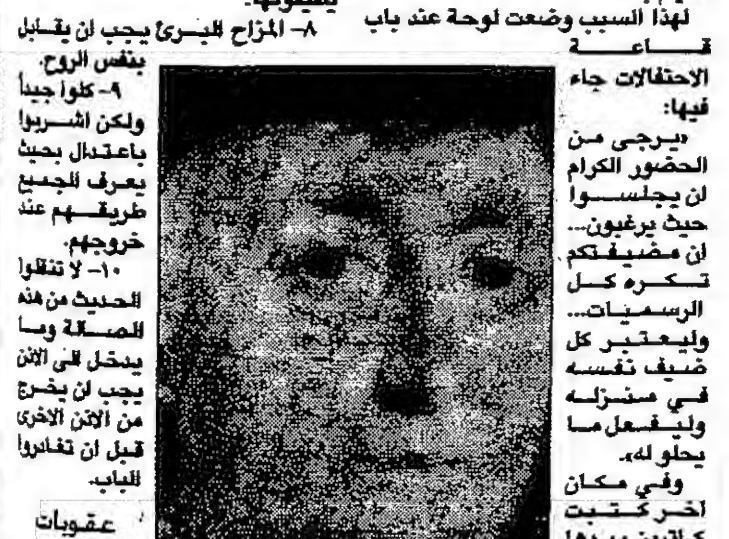 لهذا السبب وضعت لوحة عند باب
قــاعــة
الاحتفالات جاء
فيها:
«يرجى من
الحضور الكرام
ان يجلسوا
حيث يرغبون...
ان مضيفتكم
تكره كل
الرسميات...
وليعتبر كل
ضيف نفسه
في منزله
وليفعل ما
يحلو له».
وفي مكان
اخر كتبت
٨- المزاح البرئ يجب ان يقابل
بنفس الروح.
٩- كلوا جيداً
ولكن اشربوا
باعتدال بحيث
يعرف الجميع
طريقهم عند
خروجهم.
١٠- لا تنقلوا
الحديث من هذه
الصالة وما
يدخل في الاذن
يجب ان يخرج
من الاذن الاخرى
قبل ان تغادروا
الباب.
عقوبات